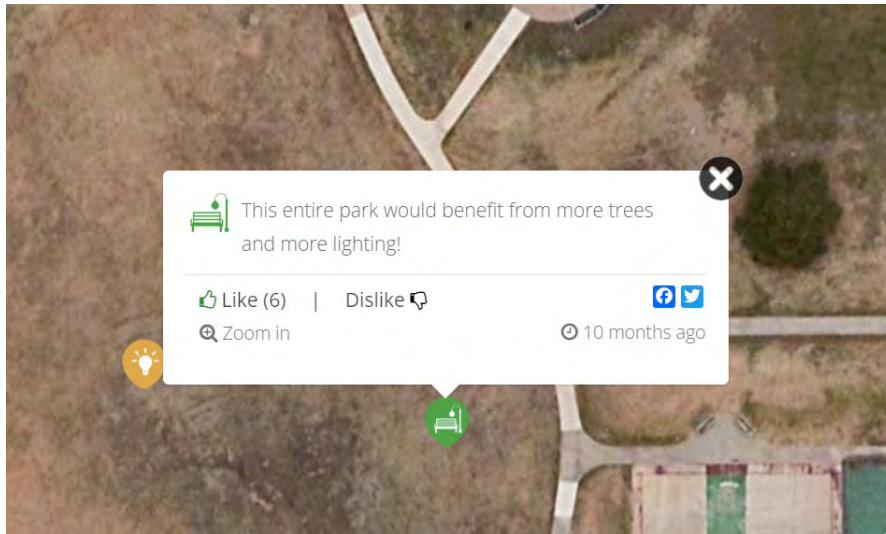 This entire park would benefit from more trees
and more lighting!
Like (6) | Dislike
Zoom in
10 months ago